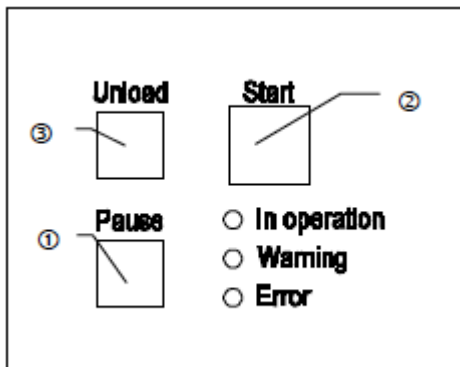 Unload Start
③ ②
Pause
① In operation
Warning
Error